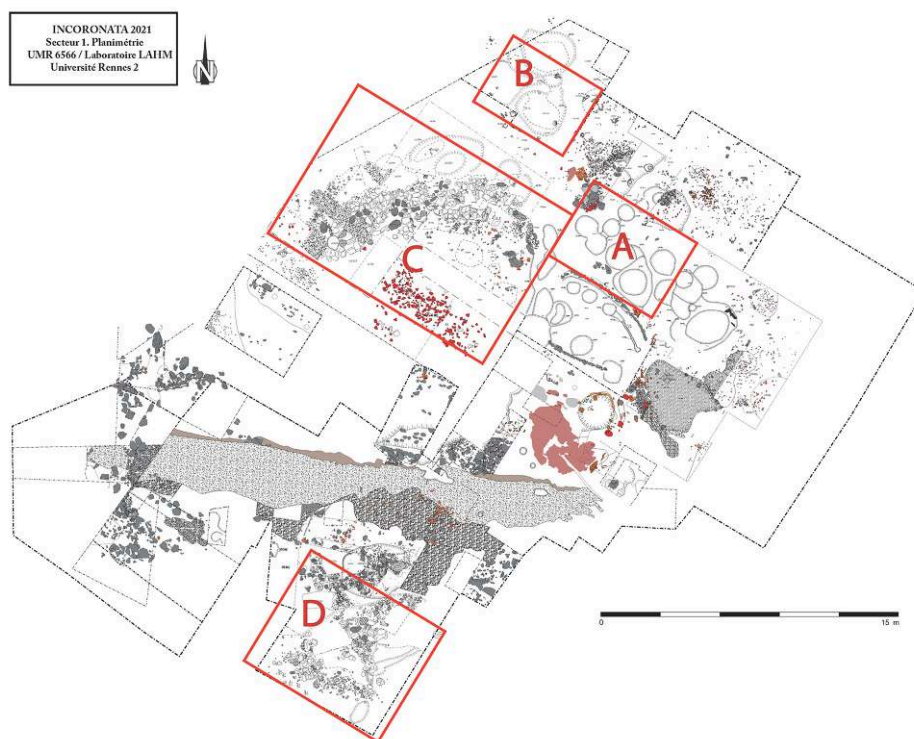 INCORONATA 2021
Secteur 1. Planimétrie
UMR 6566 / Laboratoire LAHM
Université Rennes 2
N
B
A
C
D
0 15 m